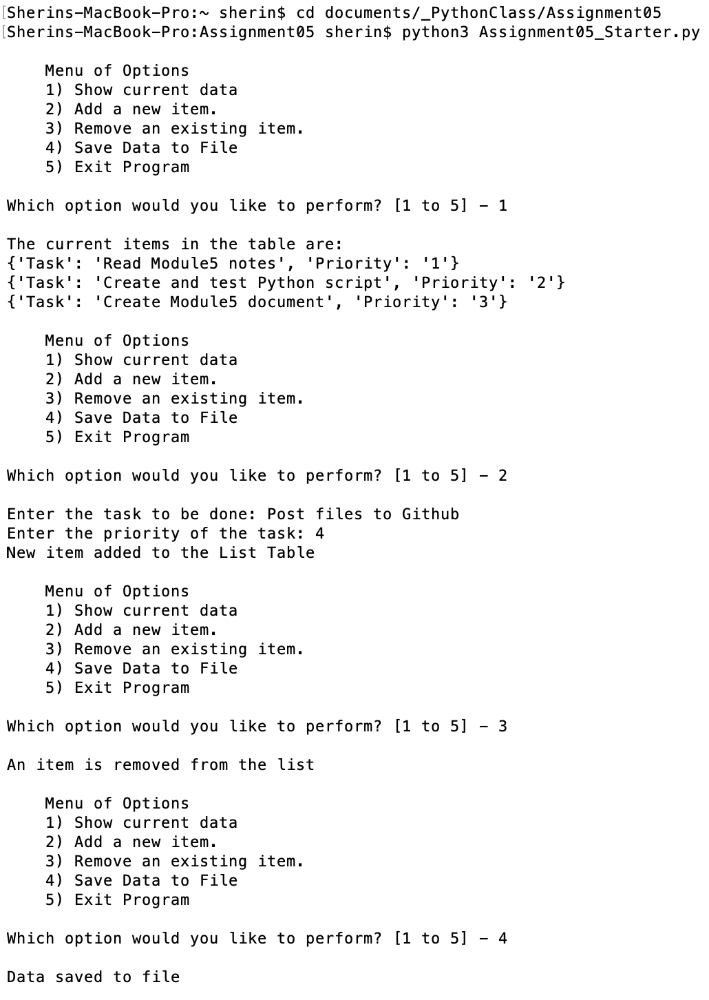 [Sherins-MacBook-Pro:~ sherin$ cd documents/_PythonClass/Assignment05
[Sherins-MacBook-Pro:Assignment05 sherin$ python3 Assignment05_Starter.py
Menu of Options
1) Show current data
2) Add a new item.
3) Remove an existing item.
4) Save Data to File
5) Exit Program
Which option would you like to perform? [1 to 5] - 1
The current items in the table are:
{'Task': 'Read Module5 notes', 'Priority': '1'}
{'Task': 'Create and test Python script', 'Priority': '2'}
{'Task': 'Create Module5 document', 'Priority': '3'}
Menu of Options
1) Show current data
2) Add a new item.
3) Remove an existing item.
4) Save Data to File
5) Exit Program
Which option would you like to perform? [1 to 5] - 2
Enter the task to be done: Post files to Github
Enter the priority of the task: 4
New item added to the List Table
Menu of Options
1) Show current data
2) Add a new item.
3) Remove an existing item.
4) Save Data to File
5) Exit Program
Which option would you like to perform? [1 to 5] - 3
An item is removed from the list
Menu of Options
1) Show current data
2) Add a new item.
3) Remove an existing item.
4) Save Data to File
5) Exit Program
Which option would you like to perform? [1 to 5] - 4
Data saved to file